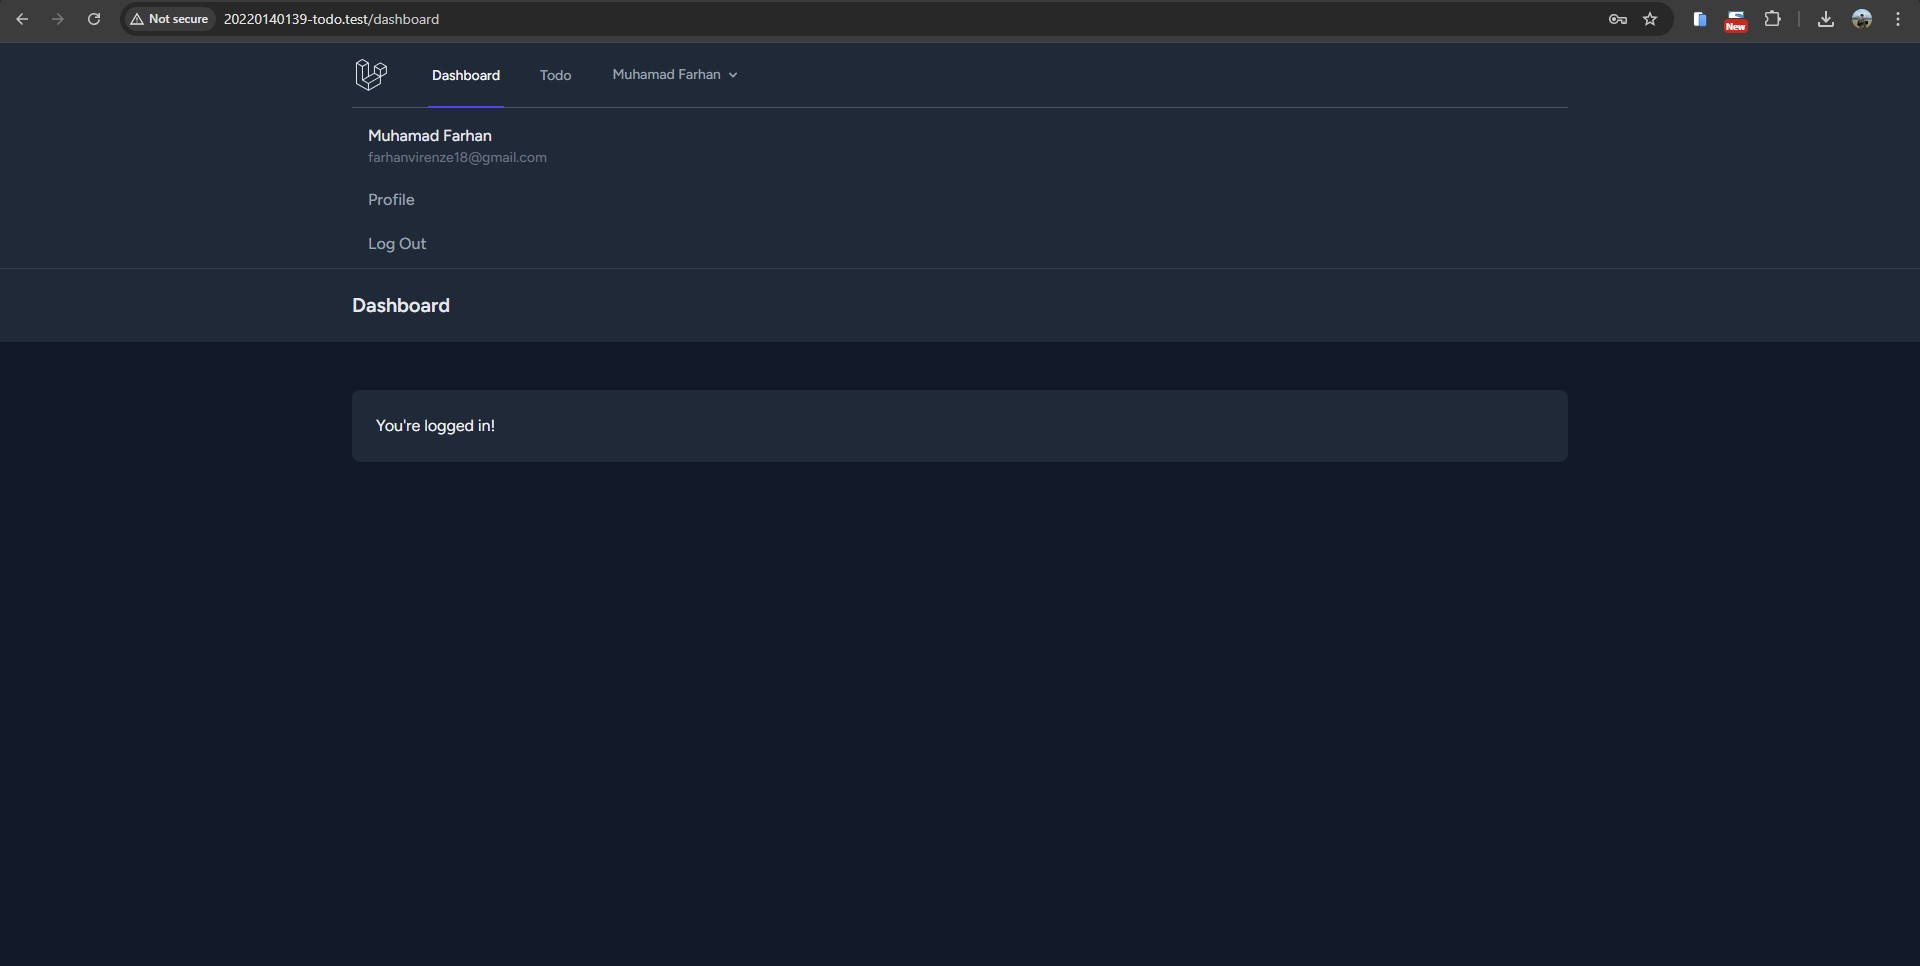 Not secure 20220140139-todo.test/dashboard
New
Dashboard Todo Muhamad Farhan
Muhamad Farhan
farhanvirenze18@gmail.com
Profile
Log Out
Dashboard
You're logged in!